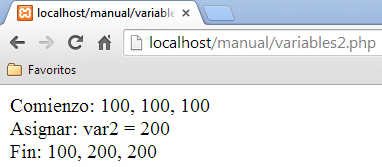 localhost/manual/variable
localhost/manual/variables2.php
Favoritos
Comienzo: 100, 100, 100
Asignar: var2 = 200
Fin: 100, 200, 200